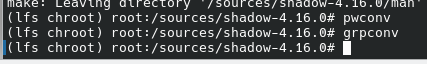 make: Leaving directory '/sources/shadow-4.16.0/man'
(lfs chroot) root:/sources/shadow-4.16.0# pwconv
(lfs chroot) root:/sources/shadow-4.16.0# grpconv
(lfs chroot) root:/sources/shadow-4.16.0#